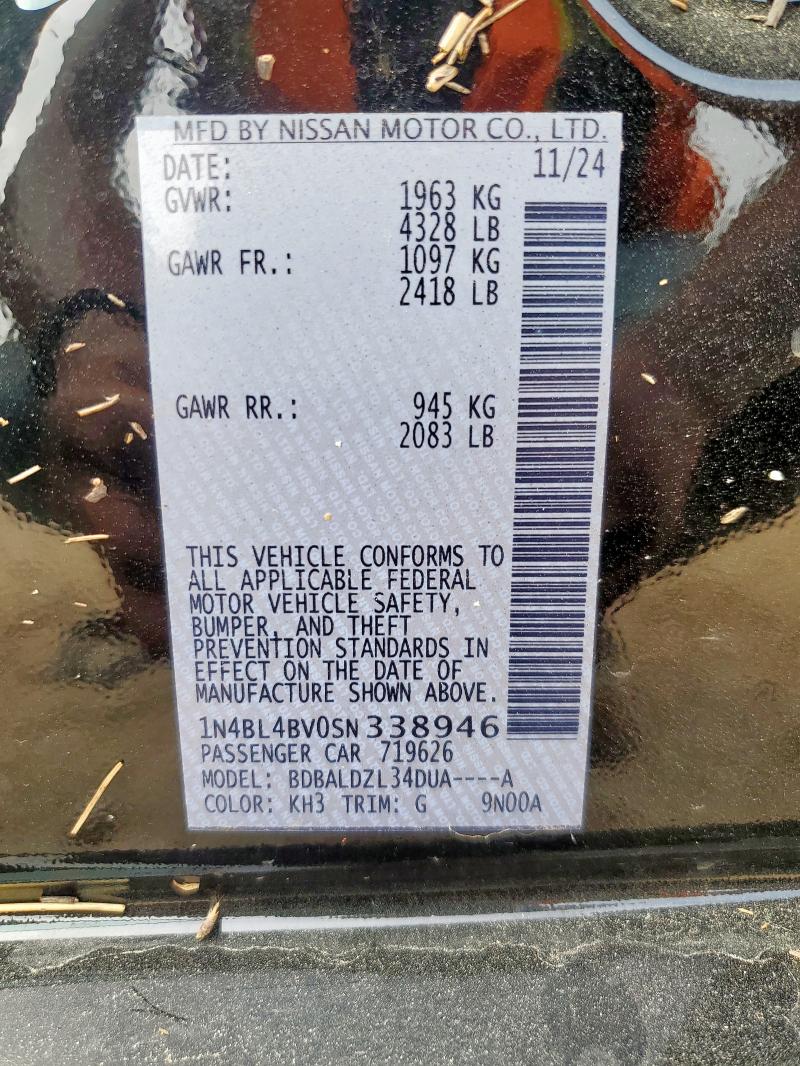 MFD BY NISSAN MOTOR CO., LTD.
DATE: 11/24
GVWR: 1963 KG
4328 LB
GAWR FR.: 1097 KG
2418 LB
GAWR RR.: 945 KG
2083 LB
THIS VEHICLE CONFORMS TO
ALL APPLICABLE FEDERAL
MOTOR VEHICLE SAFETY,
BUMPER, AND THEFT
PREVENTION STANDARDS IN
EFFECT ON THE DATE OF
MANUFACTURE SHOWN ABOVE.
1N4BL4BV0SN338946
PASSENGER CAR 719626
MODEL: BDBALDZL34DUA----A
COLOR: KH3 TRIM: G 9N00A